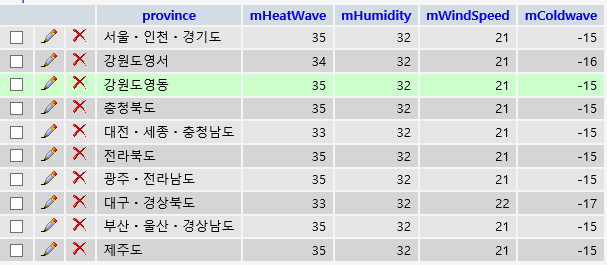 province mHeatWave mHumidity mWindSpeed mColdwave
서울・인천・경기도 35 32 21 -15
강원도영서 34 32 21 -16
강원도영동 35 32 21 -15
충청북도 35 32 21 -15
대전・세종・충청남도 33 32 21 -15
전라북도 35 32 21 -15
광주・전라남도 35 32 21 -15
대구・경상북도 33 32 22 -17
부산・울산・경상남도 35 32 21 -15
제주도 35 32 21 -15